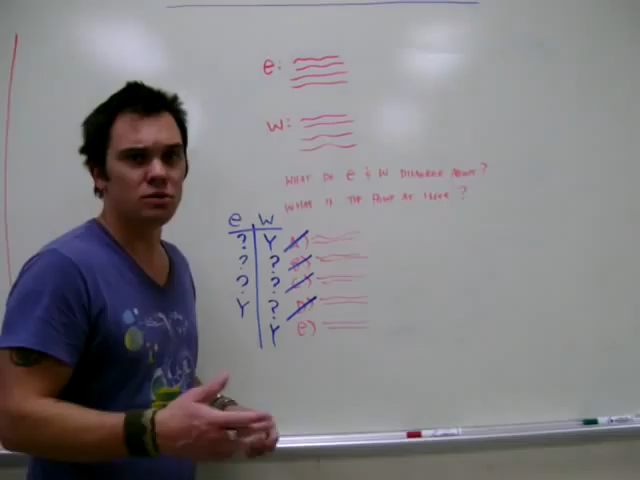 e:
w:
WHAT DO e & W DISAGREE ABOUT?
WHAT IS THE POINT AT ISSUE?
e W
? Y A)
? ? B)
? ? C)
Y ? D)
Y e)